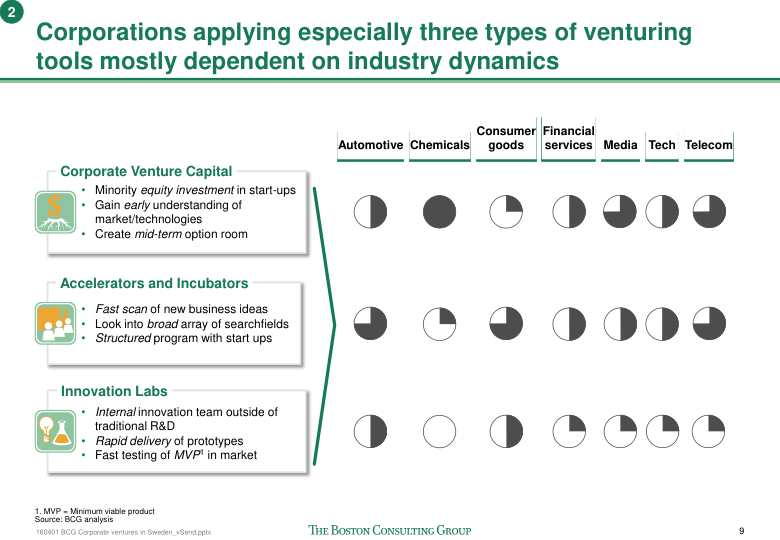 2
Corporations applying especially three types of venturing
tools mostly dependent on industry dynamics
Automotive
Chemicals
Consumer
goods
Financial
services
Media
Tech
Telecom
Corporate Venture Capital
• Minority equity investment in start-ups
• Gain early understanding of
market/technologies
• Create mid-term option room
Accelerators and Incubators
• Fast scan of new business ideas
• Look into broad array of searchfields
• Structured program with start ups
Innovation Labs
• Internal innovation team outside of
traditional R&D
• Rapid delivery of prototypes
• Fast testing of MVP¹ in market
1. MVP = Minimum viable product
Source: BCG analysis
160401 BCG Corporate ventures in Sweden_vSend.pptx
THE BOSTON CONSULTING GROUP
9